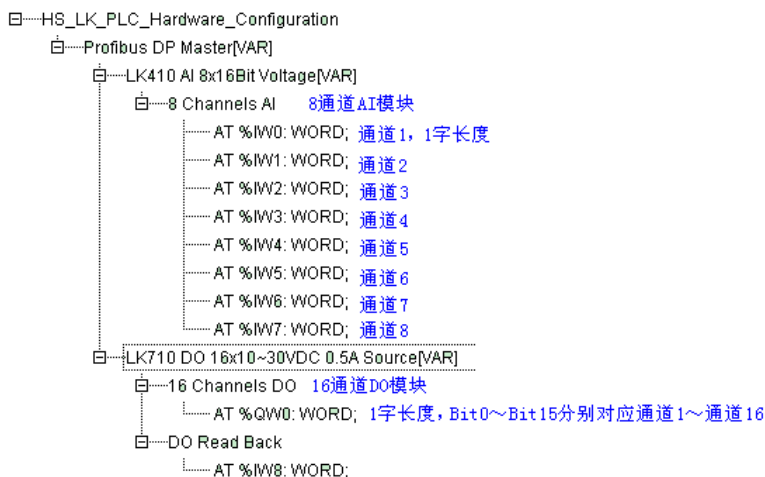 HS_LK_PLC_Hardware_Configuration
Profibus DP Master[VAR]
LK410 AI 8x16Bit Voltage[VAR]
8 Channels AI 8通道AI模块
AT %IW0: WORD; 通道1，1字长度
AT %IW1: WORD; 通道2
AT %IW2: WORD; 通道3
AT %IW3: WORD; 通道4
AT %IW4: WORD; 通道5
AT %IW5: WORD; 通道6
AT %IW6: WORD; 通道7
AT %IW7: WORD; 通道8
LK710 DO 16x10~30VDC 0.5A Source[VAR]
16 Channels DO 16通道DO模块
AT %QW0: WORD; 1字长度，Bit0～Bit15分别对应通道1～通道16
DO Read Back
AT %IW8: WORD;